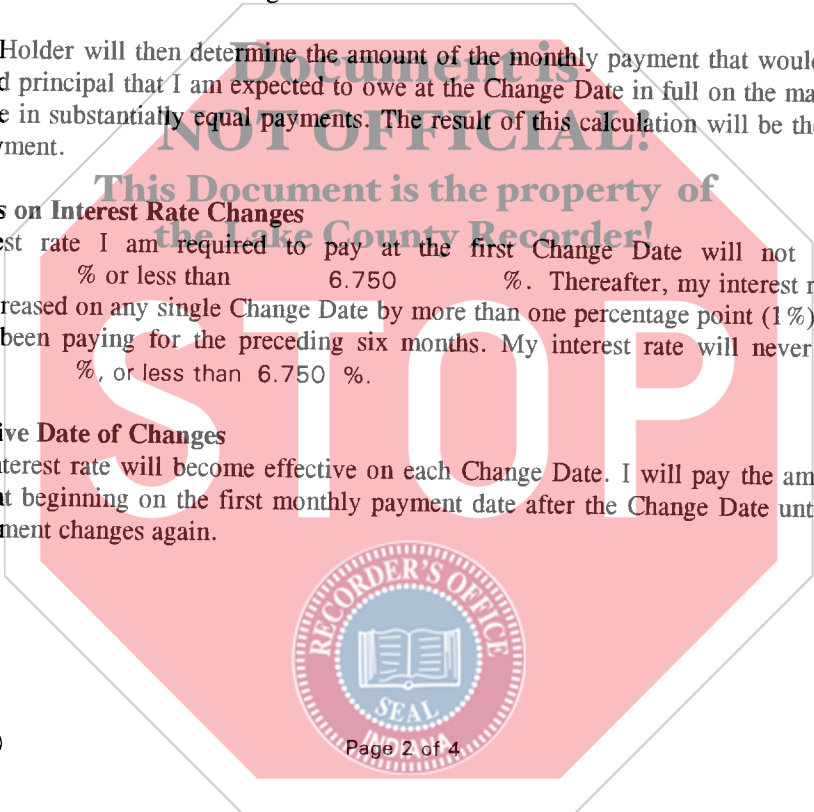 Holder will then determine the amount of the monthly payment that would
d principal that I am expected to owe at the Change Date in full on the ma
e in substantially equal payments. The result of this calculation will be the
yment.
s on Interest Rate Changes
est rate I am required to pay at the first Change Date will not
% or less than 6.750 %. Thereafter, my interest r
reased on any single Change Date by more than one percentage point (1%)
been paying for the preceding six months. My interest rate will never
%, or less than 6.750 %.
ive Date of Changes
nterest rate will become effective on each Change Date. I will pay the am
nt beginning on the first monthly payment date after the Change Date unt
ment changes again.
Document is
NOT OFFICIAL!
This Document is the property of
the Lake County Recorder!
STOP
RECORDER'S OFFICE
SEAL
INDIANA
)
Page 2 of 4